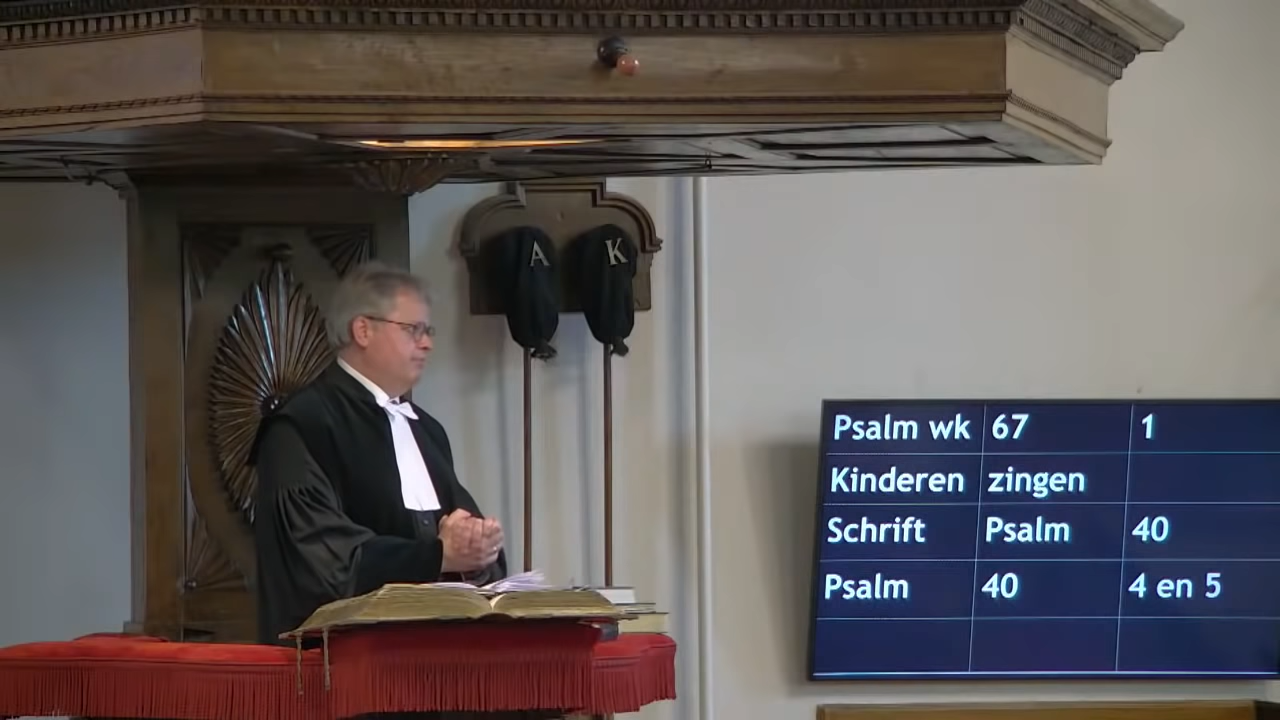 A
K
Psalm wk 67 1
Kinderen zingen
Schrift Psalm 40
Psalm 40 4 en 5